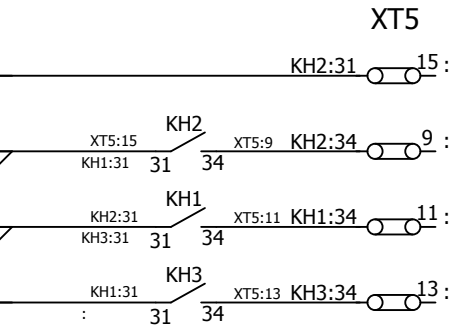 XT5
KH2:31 15 :
KH2
XT5:15 XT5:9 KH2:34 9 :
KH1:31 31 34
KH1
KH2:31 XT5:11 KH1:34 11 :
KH3:31 31 34
KH3
KH1:31 XT5:13 KH3:34 13 :
: 31 34